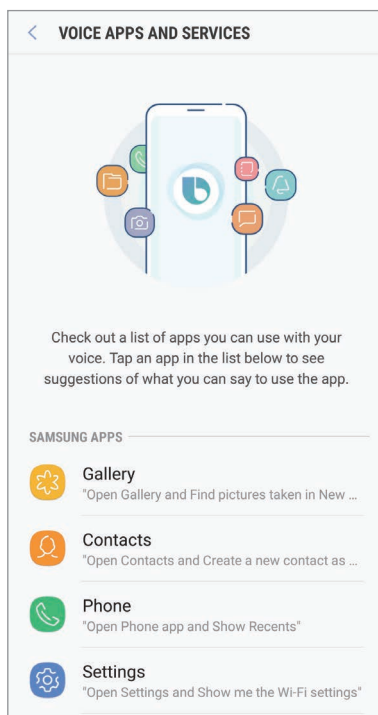 VOICE APPS AND SERVICES
Check out a list of apps you can use with your
voice. Tap an app in the list below to see
suggestions of what you can say to use the app.
SAMSUNG APPS
Gallery
"Open Gallery and Find pictures taken in New ...
Contacts
"Open Contacts and Create a new contact as ...
Phone
"Open Phone app and Show Recents"
Settings
"Open Settings and Show me the Wi-Fi settings"